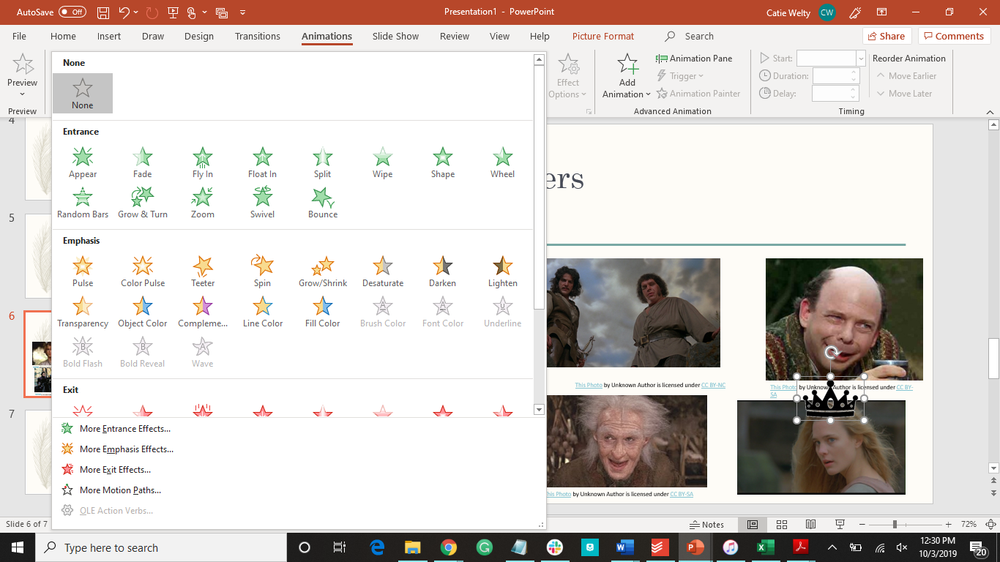 AutoSave Off
Presentation1 - PowerPoint
Catie Welty CW
File Home Insert Draw Design Transitions Animations Slide Show Review View Help Picture Format Search Share Comments
Preview
Preview
None
None
Entrance
Appear Fade Fly In Float In Split Wipe Shape Wheel
Random Bars Grow & Turn Zoom Swivel Bounce
Emphasis
Pulse Color Pulse Teeter Spin Grow/Shrink Desaturate Darken Lighten
Transparency Object Color Compleme... Line Color Fill Color Brush Color Font Color Underline
Bold Flash Bold Reveal Wave
Exit
More Entrance Effects...
More Emphasis Effects...
More Exit Effects...
More Motion Paths...
OLE Action Verbs...
Effect
Options
Add
Animation
Animation Pane
Trigger
Animation Painter
Advanced Animation
Start:
Duration:
Delay:
Reorder Animation
Move Earlier
Move Later
Timing
4
5
6
7
ers
This Photo by Unknown Author is licensed under CC BY-NC
This Photo by Unknown Author is licensed under CC BY-
SA
This Photo by Unknown Author is licensed under CC BY-SA
Slide 6 of 7
Notes
72%
Type here to search
12:30 PM
10/3/2019
20